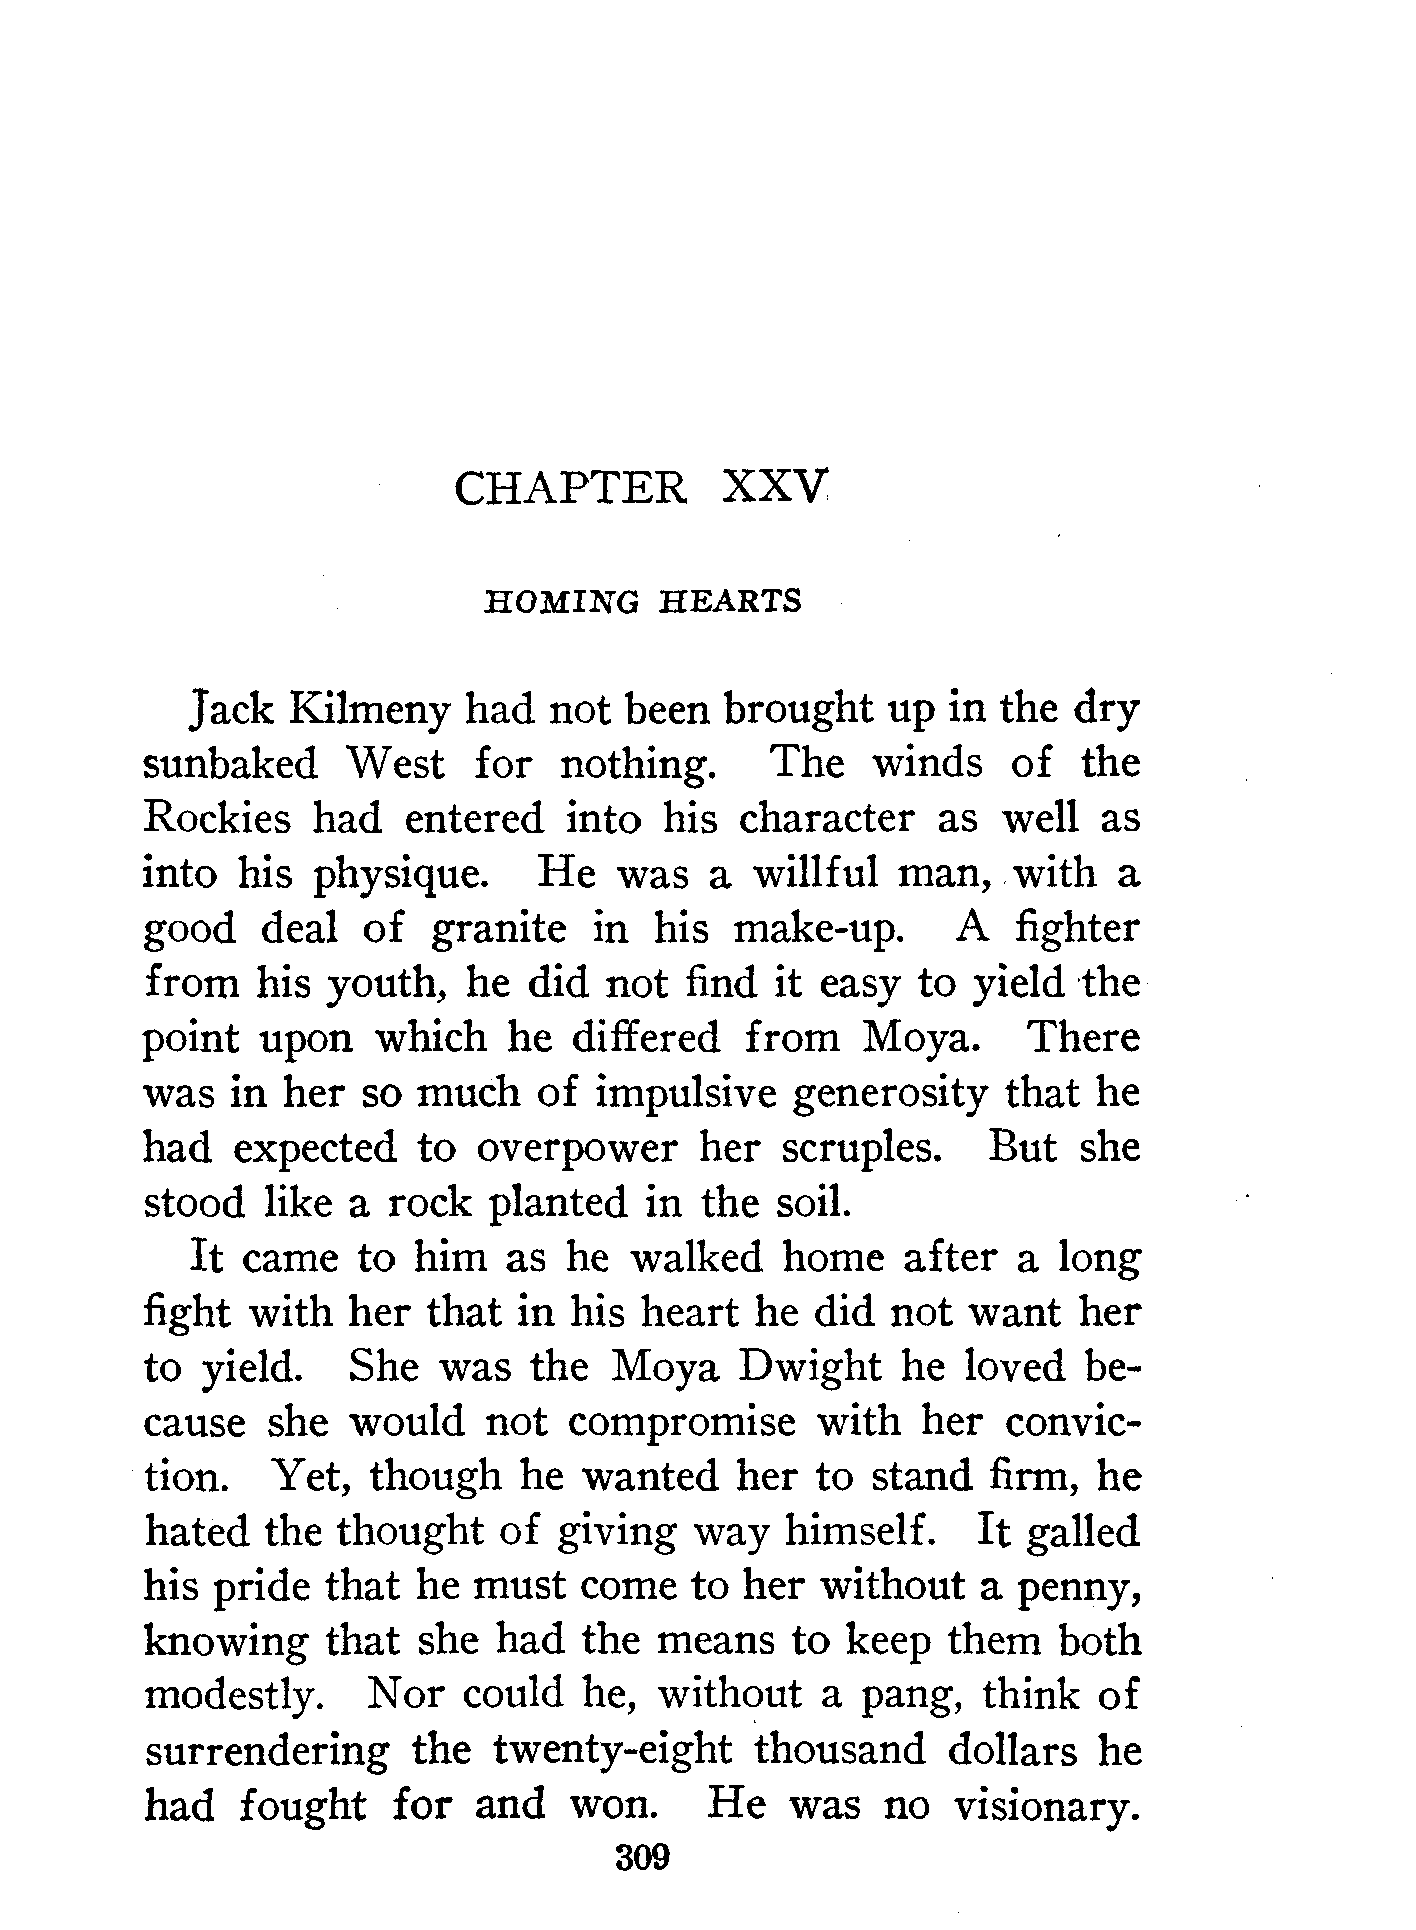 CHAPTER XXV
HOMING HEARTS
Jack Kilmeny had not been brought up in the dry
sunbaked West for nothing. The winds of the
Rockies had entered into his character as well as
into his physique. He was a willful man, with a
good deal of granite in his make-up. A fighter
from his youth, he did not find it easy to yield the
point upon which he differed from Moya. There
was in her so much of impulsive generosity that he
had expected to overpower her scruples. But she
stood like a rock planted in the soil.
It came to him as he walked home after a long
fight with her that in his heart he did not want her
to yield. She was the Moya Dwight he loved be-
cause she would not compromise with her convic-
tion. Yet, though he wanted her to stand firm, he
hated the thought of giving way himself. It galled
his pride that he must come to her without a penny,
knowing that she had the means to keep them both
modestly. Nor could he, without a pang, think of
surrendering the twenty-eight thousand dollars he
had fought for and won. He was no visionary.
309